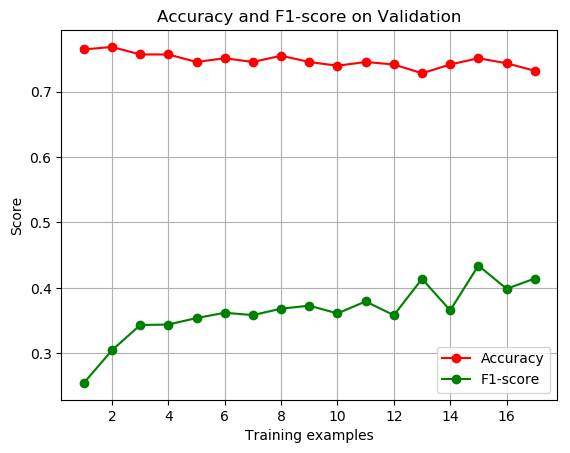 Accuracy and F1-score on Validation
Score
0.7
0.6
0.5
0.4
0.3
Accuracy
F1-score
2 4 6 8 10 12 14 16
Training examples